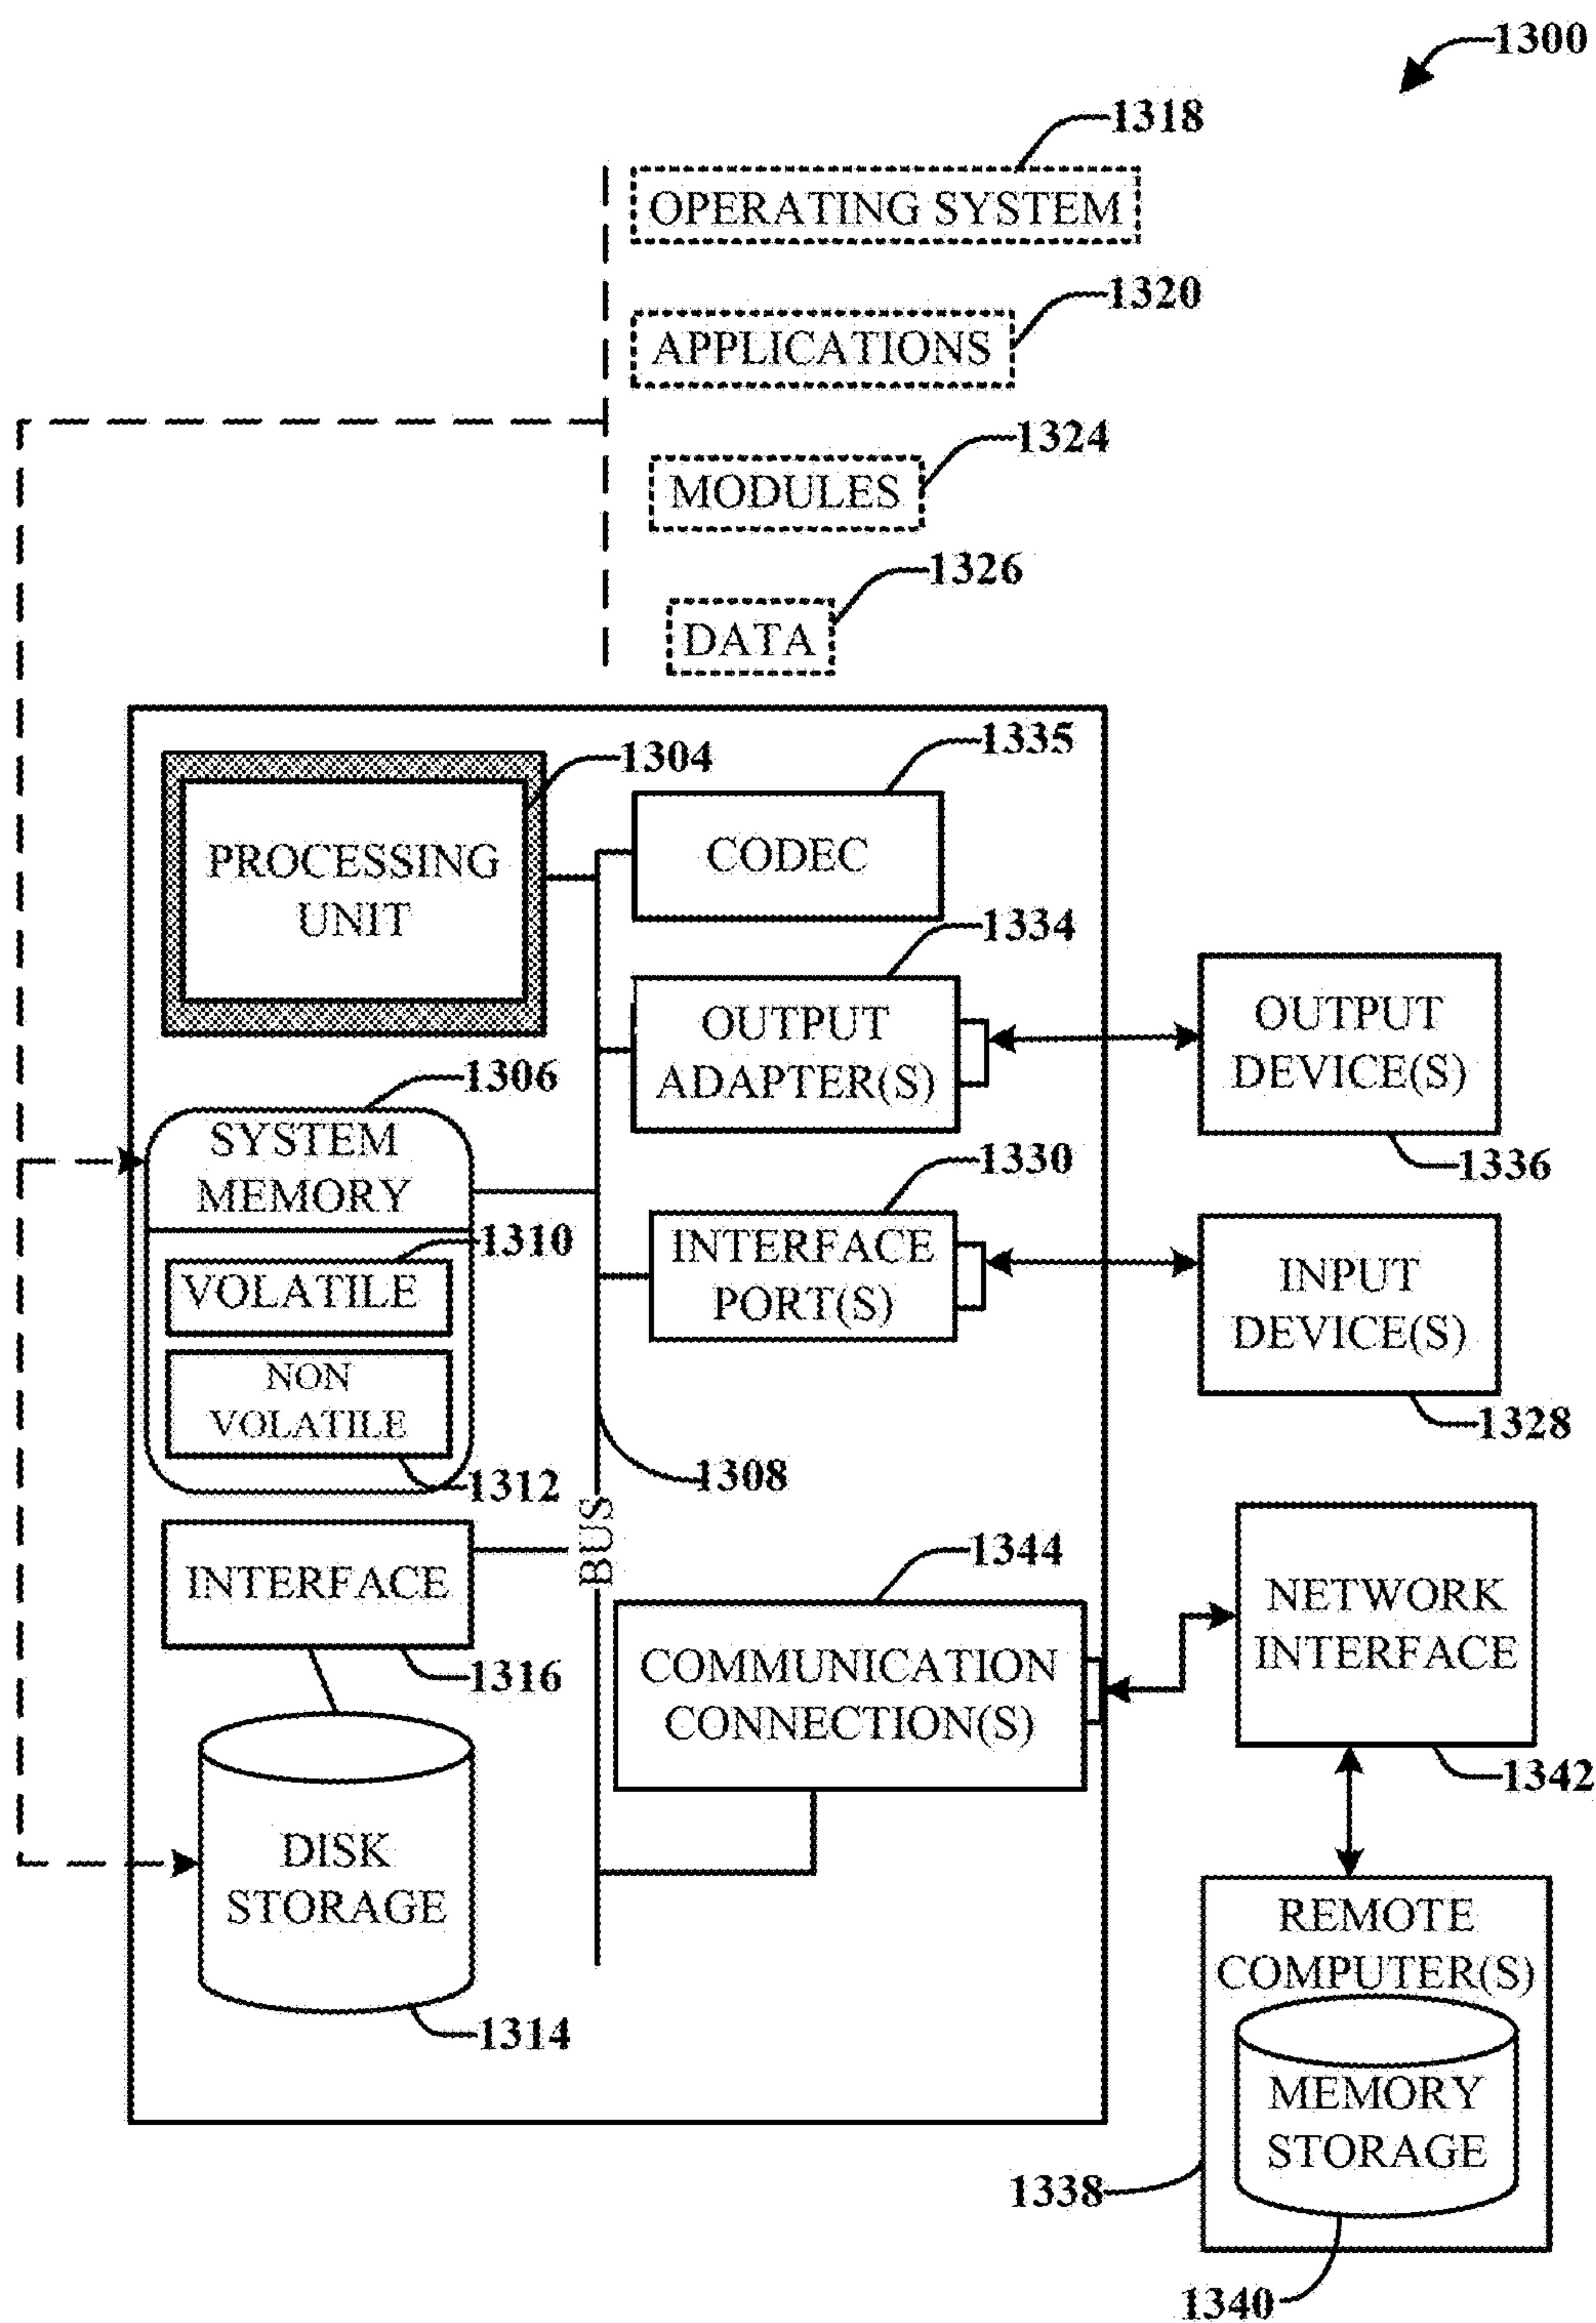 1300
1318
OPERATING SYSTEM
1320
APPLICATIONS
1324
MODULES
1326
DATA
1304
PROCESSING
UNIT
1335
CODEC
1334
OUTPUT
ADAPTER(S)
OUTPUT
DEVICE(S)
1336
1306
SYSTEM
MEMORY
1310
VOLATILE
NON
VOLATILE
1312
1330
INTERFACE
PORT(S)
INPUT
DEVICE(S)
1328
1308
BUS
INTERFACE
1316
1344
COMMUNICATION
CONNECTION(S)
NETWORK
INTERFACE
1342
DISK
STORAGE
1314
REMOTE
COMPUTER(S)
MEMORY
STORAGE
1338
1340